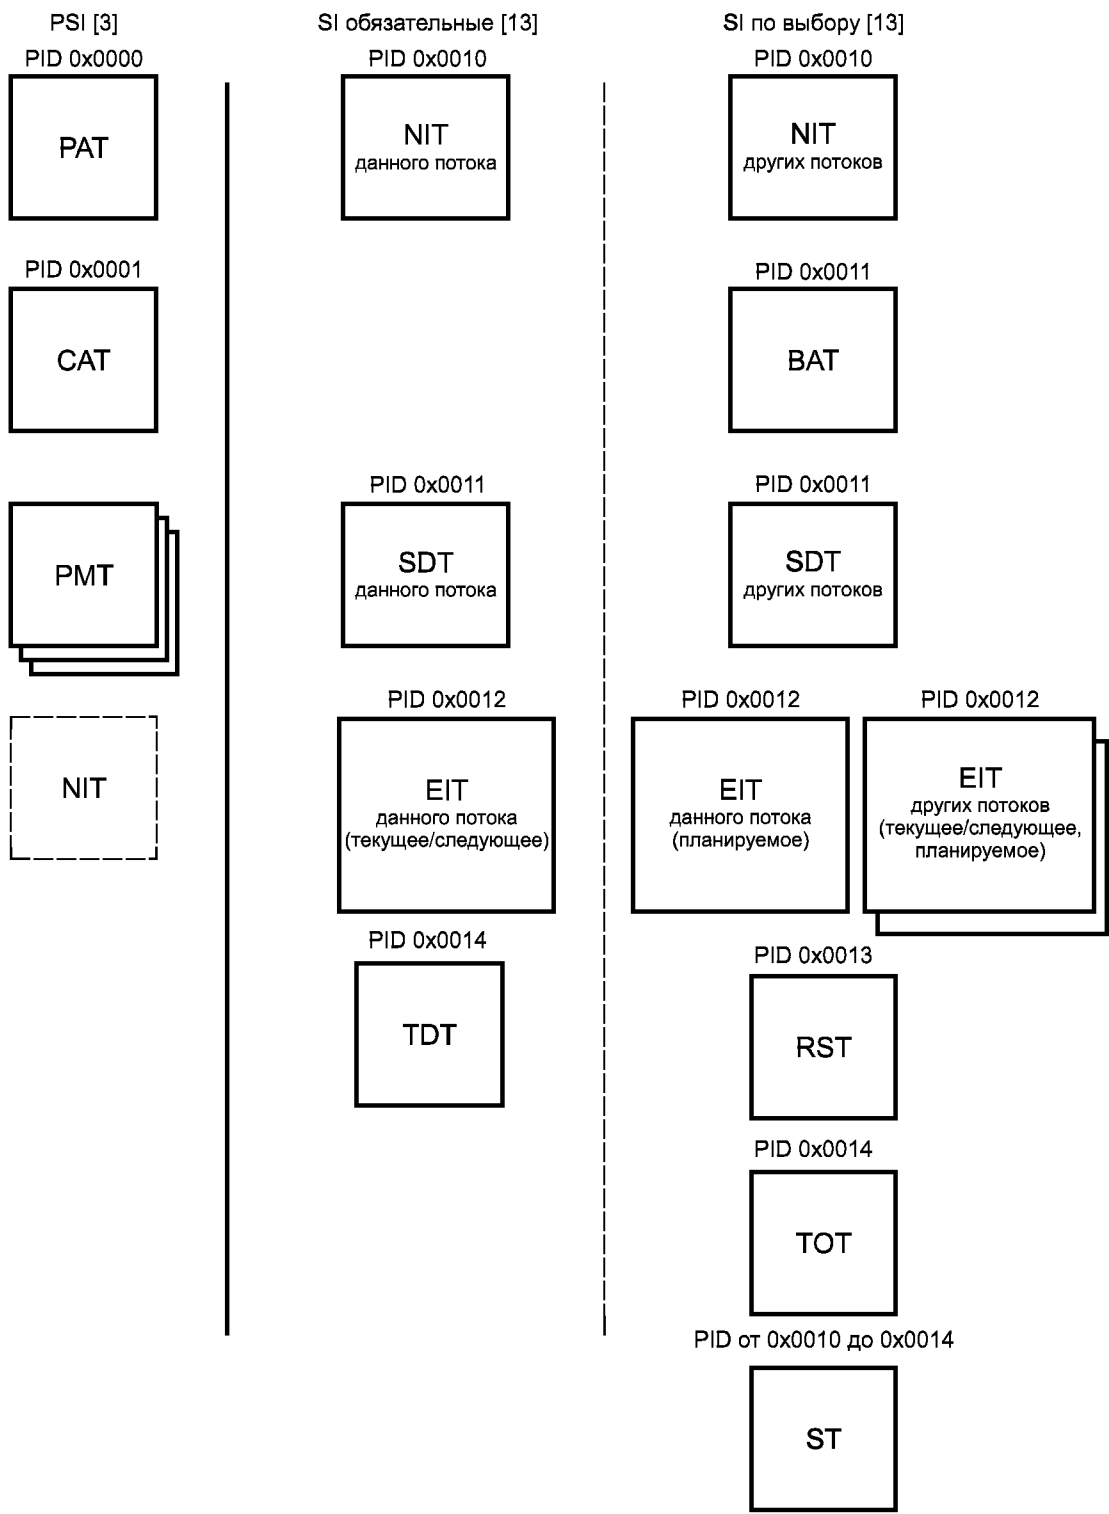 PSI [3]
SI обязательные [13]
SI по выбору [13]
PID 0x0000
PID 0x0010
PID 0x0010
PAT
NIT
данного потока
NIT
других потоков
PID 0x0001
PID 0x0011
CAT
BAT
PID 0x0011
PID 0x0011
PMT
SDT
данного потока
SDT
других потоков
PID 0x0012
PID 0x0012
PID 0x0012
NIT
EIT
данного потока
(текущее/следующее)
EIT
данного потока
(планируемое)
EIT
других потоков
(текущее/следующее,
планируемое)
PID 0x0014
PID 0x0013
TDT
RST
PID 0x0014
TOT
PID от 0x0010 до 0x0014
ST